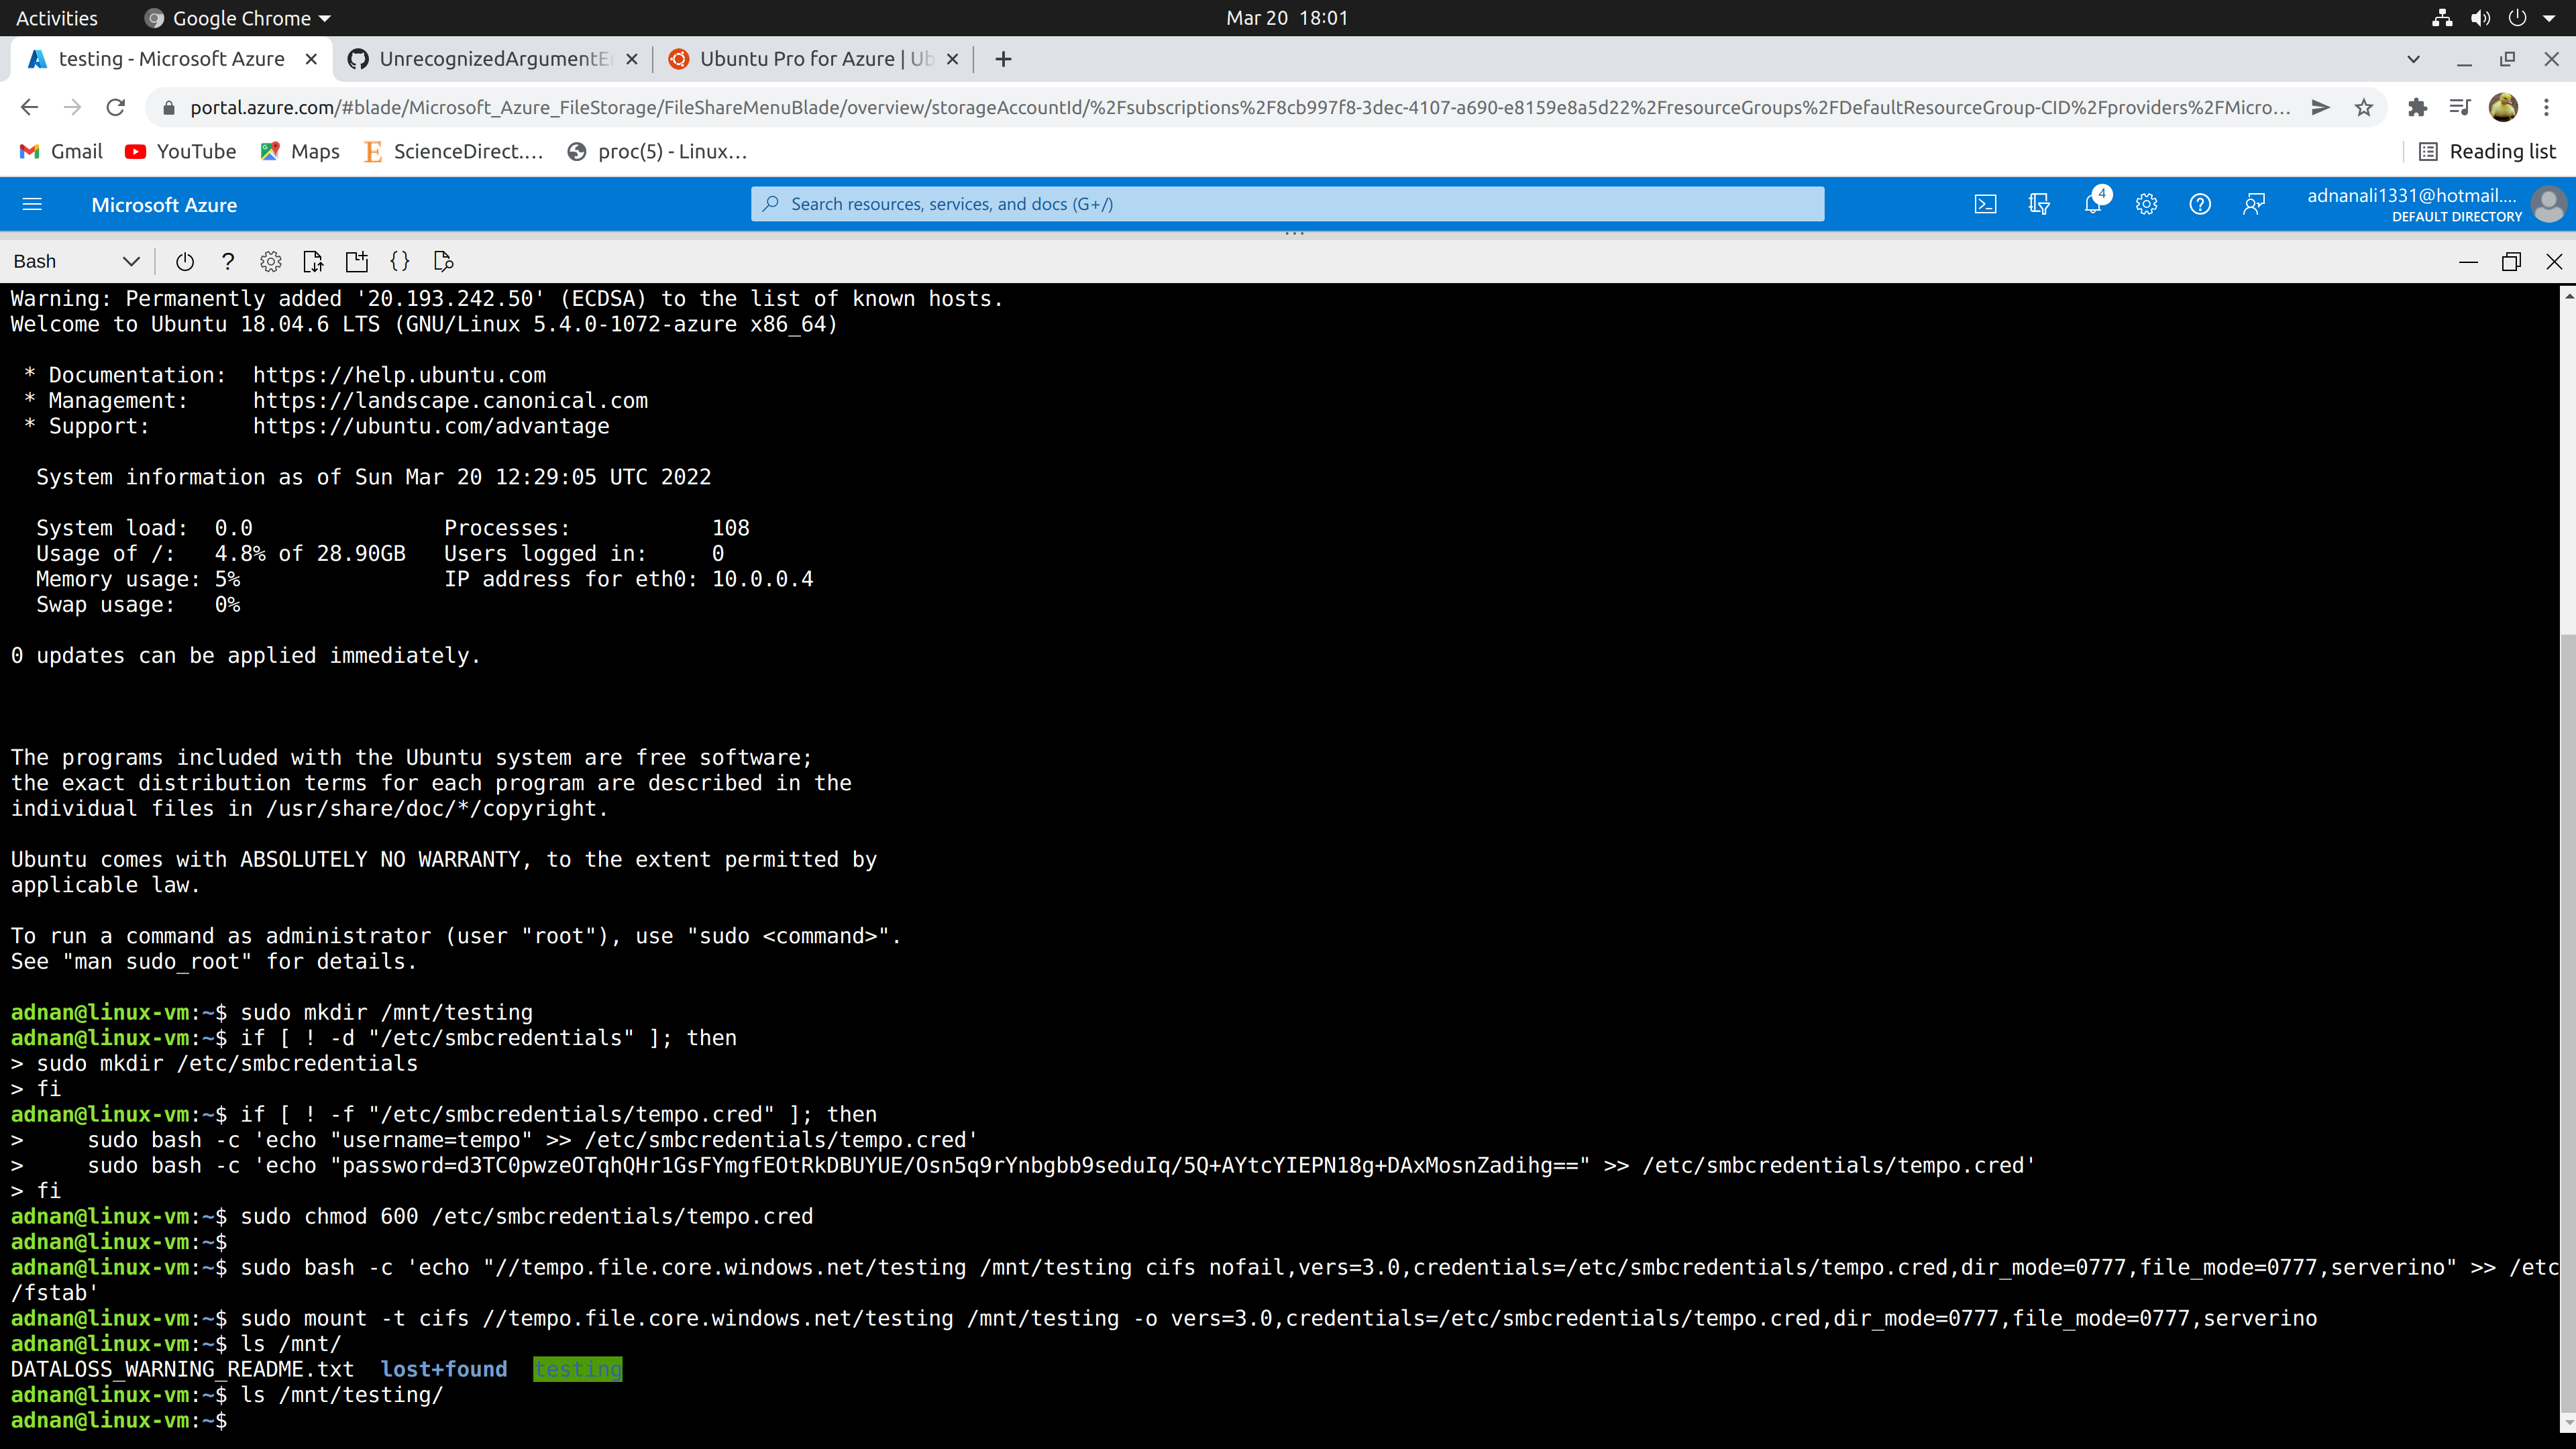 Activities Google Chrome Mar 20 18:01
testing - Microsoft Azure UnrecognizedArgumentE Ubuntu Pro for Azure | Ub
portal.azure.com/#blade/Microsoft_Azure_FileStorage/FileShareMenuBlade/overview/storageAccountId/%2Fsubscriptions%2F8cb997f8-3dec-4107-a690-e8159e8a5d22%2FresourceGroups%2FDefaultResourceGroup-CID%2Fproviders%2FMicro...
Gmail YouTube Maps ScienceDirect.... proc(5) - Linux... Reading list
Microsoft Azure Search resources, services, and docs (G+/) 4 adnanali1331@hotmail....
DEFAULT DIRECTORY
Bash
Warning: Permanently added '20.193.242.50' (ECDSA) to the list of known hosts.
Welcome to Ubuntu 18.04.6 LTS (GNU/Linux 5.4.0-1072-azure x86_64)
* Documentation: https://help.ubuntu.com
* Management: https://landscape.canonical.com
* Support: https://ubuntu.com/advantage
System information as of Sun Mar 20 12:29:05 UTC 2022
System load: 0.0 Processes: 108
Usage of /: 4.8% of 28.90GB Users logged in: 0
Memory usage: 5% IP address for eth0: 10.0.0.4
Swap usage: 0%
0 updates can be applied immediately.
The programs included with the Ubuntu system are free software;
the exact distribution terms for each program are described in the
individual files in /usr/share/doc/*/copyright.
Ubuntu comes with ABSOLUTELY NO WARRANTY, to the extent permitted by
applicable law.
To run a command as administrator (user "root"), use "sudo <command>".
See "man sudo_root" for details.
adnan@linux-vm:~$ sudo mkdir /mnt/testing
adnan@linux-vm:~$ if [ ! -d "/etc/smbcredentials" ]; then
> sudo mkdir /etc/smbcredentials
> fi
adnan@linux-vm:~$ if [ ! -f "/etc/smbcredentials/tempo.cred" ]; then
> sudo bash -c 'echo "username=tempo" >> /etc/smbcredentials/tempo.cred'
> sudo bash -c 'echo "password=d3TC0pwzeOTqhQHr1GsFYmgfEOtRkDBUYUE/Osn5q9rYnbgbb9seduIq/5Q+AYtcYIEPN18g+DAxMosnZadihg==" >> /etc/smbcredentials/tempo.cred'
> fi
adnan@linux-vm:~$ sudo chmod 600 /etc/smbcredentials/tempo.cred
adnan@linux-vm:~$
adnan@linux-vm:~$ sudo bash -c 'echo "//tempo.file.core.windows.net/testing /mnt/testing cifs nofail,vers=3.0,credentials=/etc/smbcredentials/tempo.cred,dir_mode=0777,file_mode=0777,serverino" >> /etc
/fstab'
adnan@linux-vm:~$ sudo mount -t cifs //tempo.file.core.windows.net/testing /mnt/testing -o vers=3.0,credentials=/etc/smbcredentials/tempo.cred,dir_mode=0777,file_mode=0777,serverino
adnan@linux-vm:~$ ls /mnt/
DATALOSS_WARNING_README.txt lost+found testing
adnan@linux-vm:~$ ls /mnt/testing/
adnan@linux-vm:~$